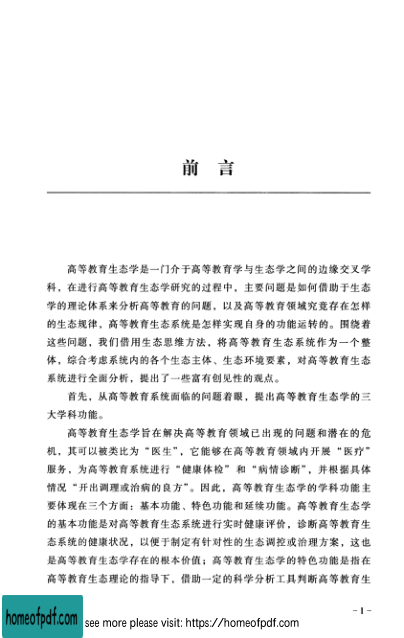 前 言
高等教育生态学是一门介于高等教育学与生态学之间的边缘交叉学
科，在进行高等教育生态学研究的过程中，主要问题是如何借助于生态
学的理论体系来分析高等教育的问题，以及高等教育领域究竟存在怎样
的生态规律，高等教育生态系统是怎样实现自身的功能运转的。围绕着
这些问题，我们借用生态思维方法，将高等教育生态系统作为一个整
体，综合考虑系统内的各个生态主体、生态环境要素，对高等教育生态
系统进行全面分析，提出了一些富有创见性的观点。
首先，从高等教育系统面临的问题着眼，提出高等教育生态学的三
大学科功能。
高等教育生态学旨在解决高等教育领域已出现的问题和潜在的危
机，其可以被类比为“医生”，它能够在高等教育领域内开展“医疗”
服务，为高等教育系统进行“健康体检”和“病情诊断”，并根据具体
情况“开出调理或治病的良方”。因此，高等教育生态学的学科功能主
要体现在三个方面：基本功能、特色功能和延续功能。高等教育生态学
的基本功能是对高等教育生态系统进行实时健康评价，诊断高等教育生
态系统的健康状况，以便于制定有针对性的生态调控或治理方案，这也
是高等教育生态学存在的根本价值；高等教育生态学的特色功能是指在
高等教育生态理论的指导下，借助一定的科学分析工具判断高等教育生
- 1 -
homeofpdf.com see more please visit: https://homeofpdf.com